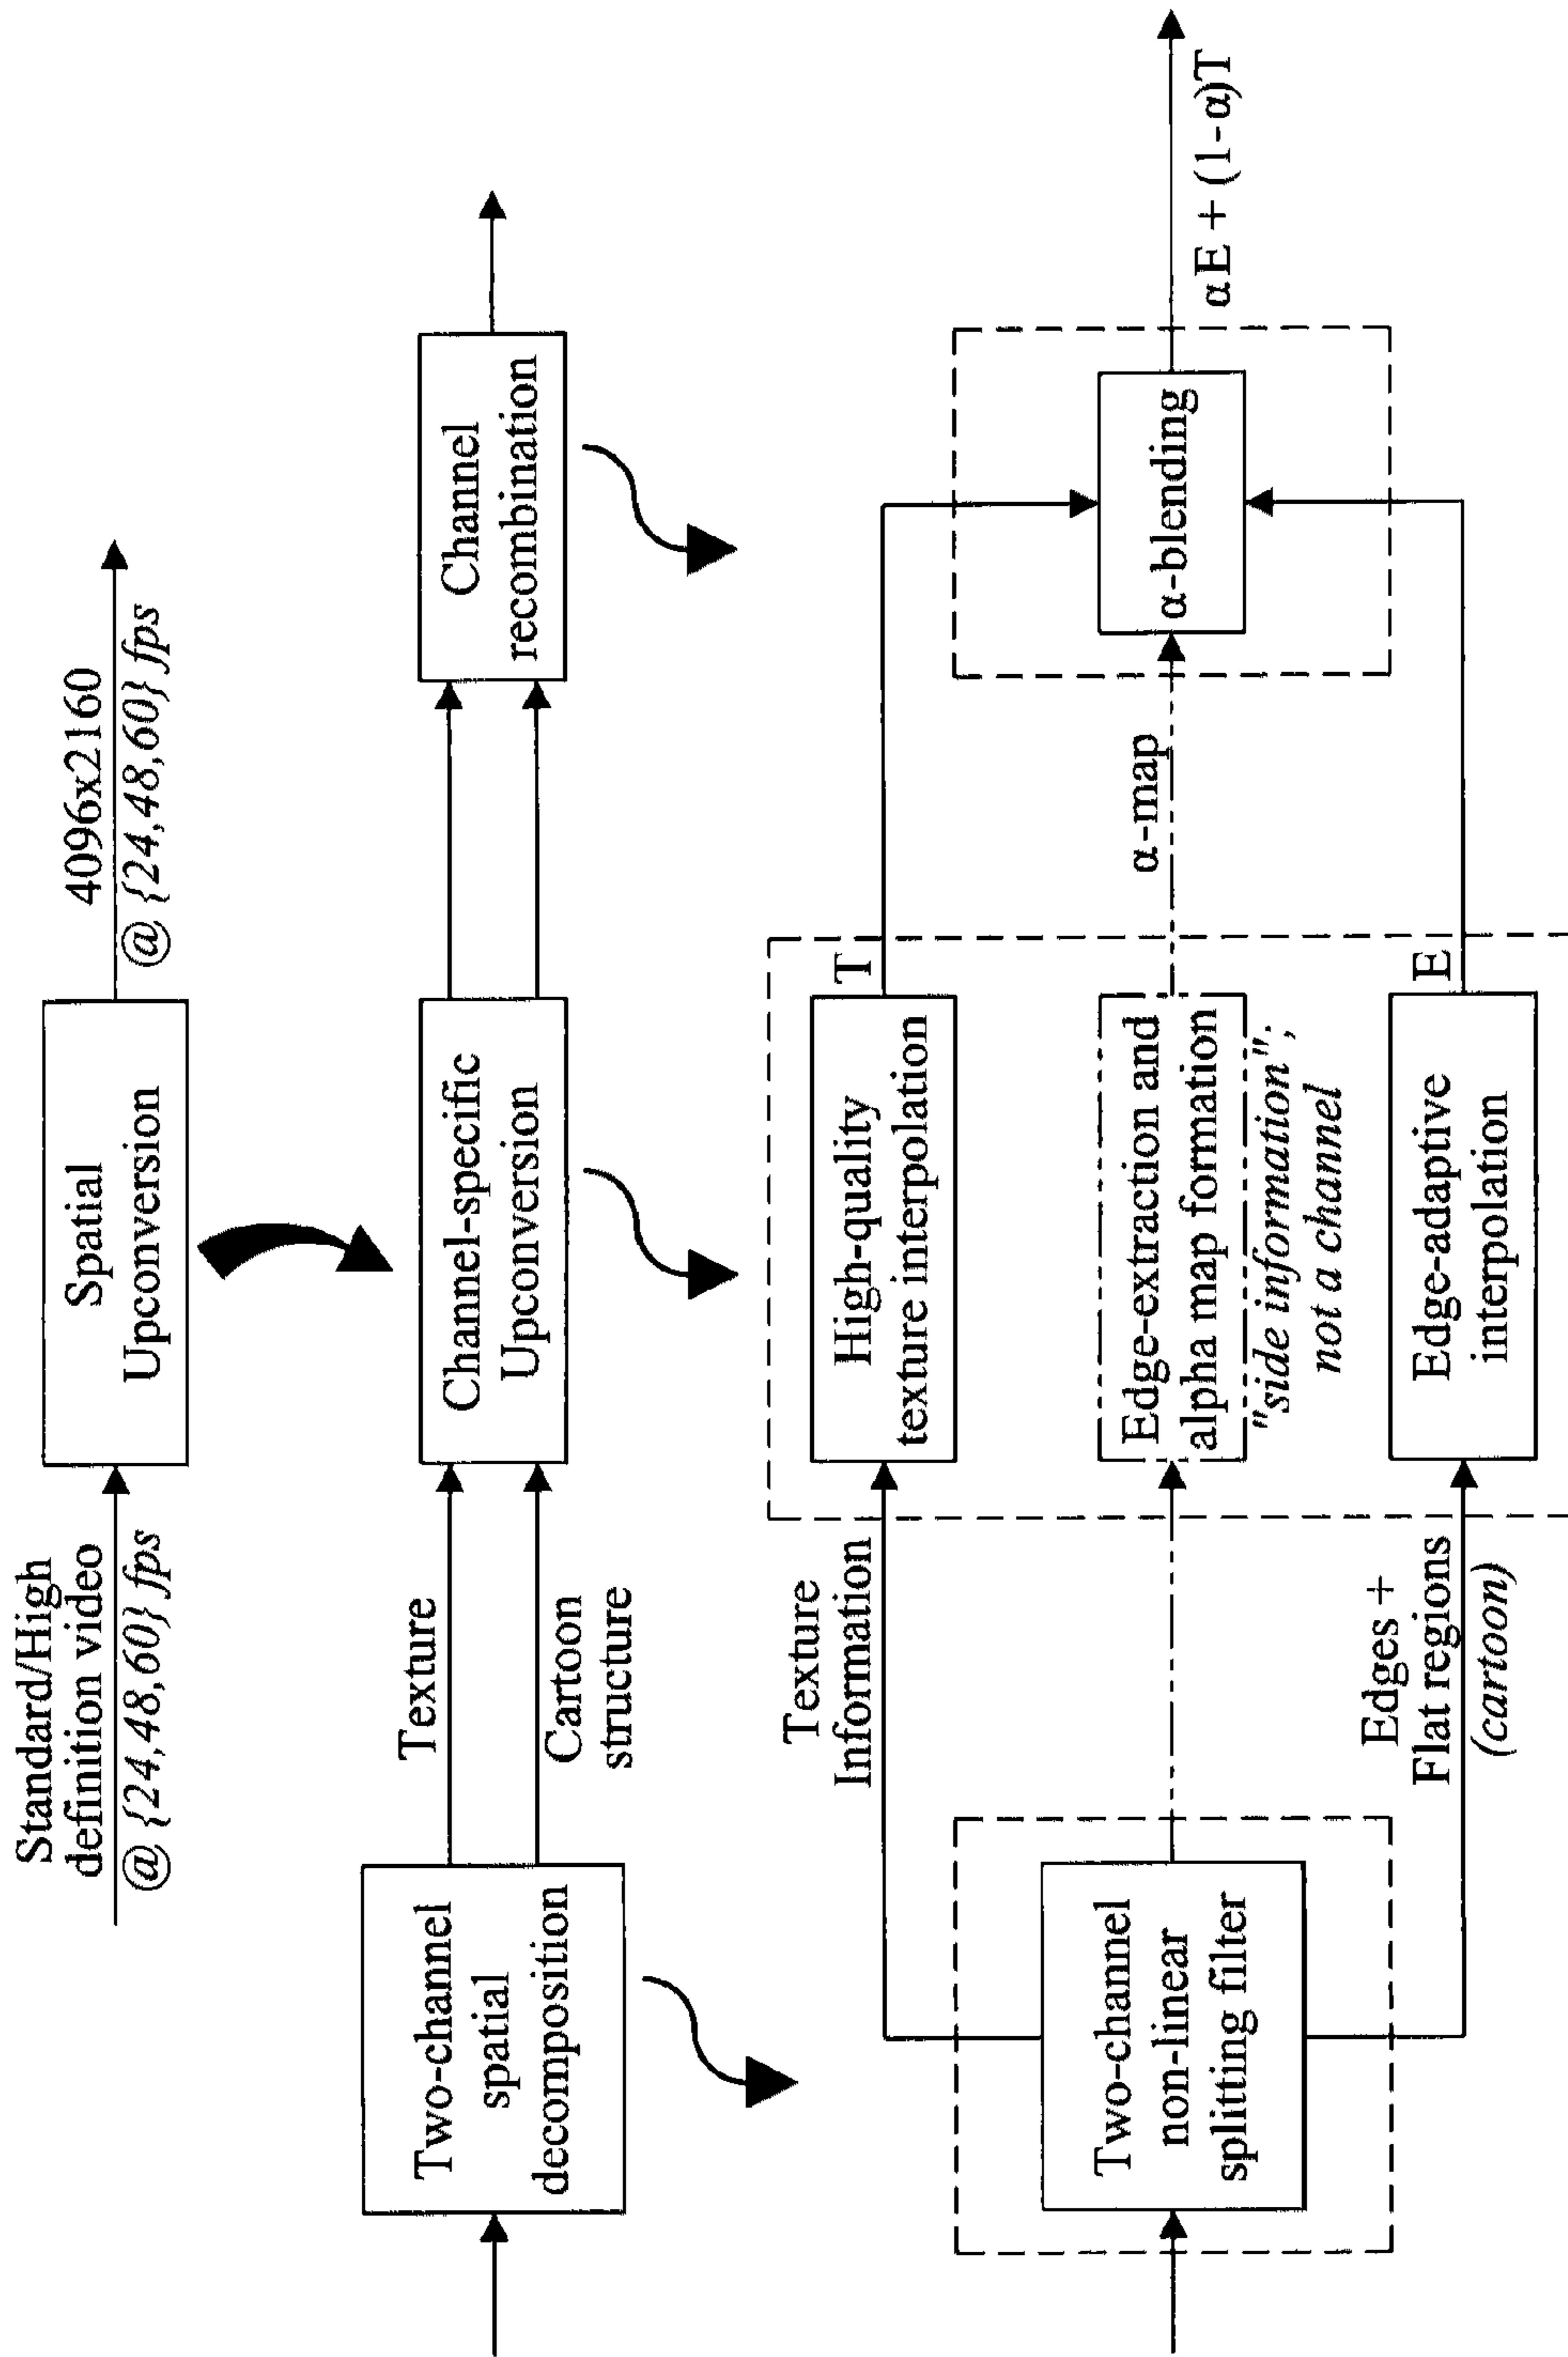 Standard/High
definition video
@ {24,48,60} fps
Spatial
Upconversion
4096x2160
@ {24,48,60} fps
Two-channel
spatial
decomposition
Texture
Cartoon
structure
Channel-specific
Upconversion
Channel
recombination
Two-channel
non-linear
splitting filter
Texture
Information
Edges +
Flat regions
(cartoon)
High-quality
texture interpolation
T
Edge-extraction and
alpha map formation
"side information";
not a channel
Edge-adaptive
interpolation
E
α-map
α-blending
αE + (1-α)T